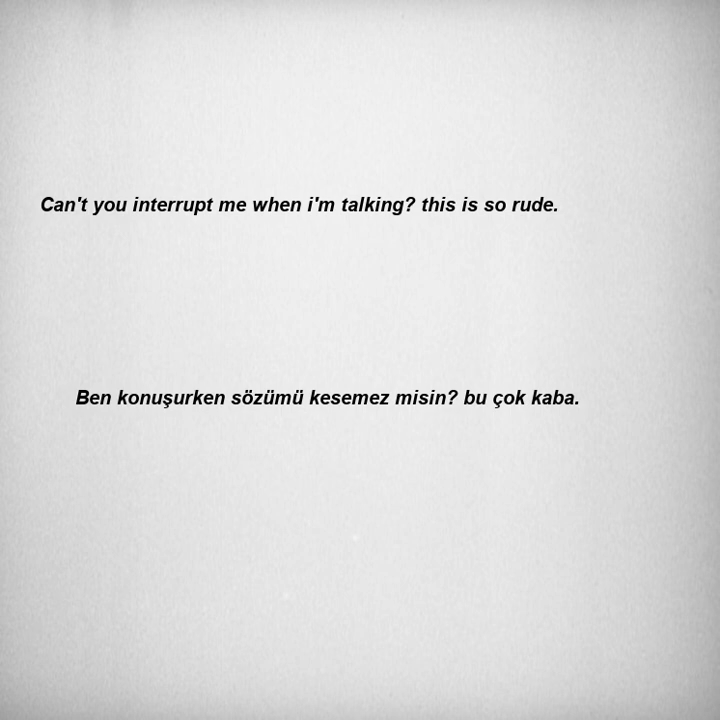 Can't you interrupt me when i'm talking? this is so rude.
Ben konuşurken sözümü kesemez misin? bu çok kaba.